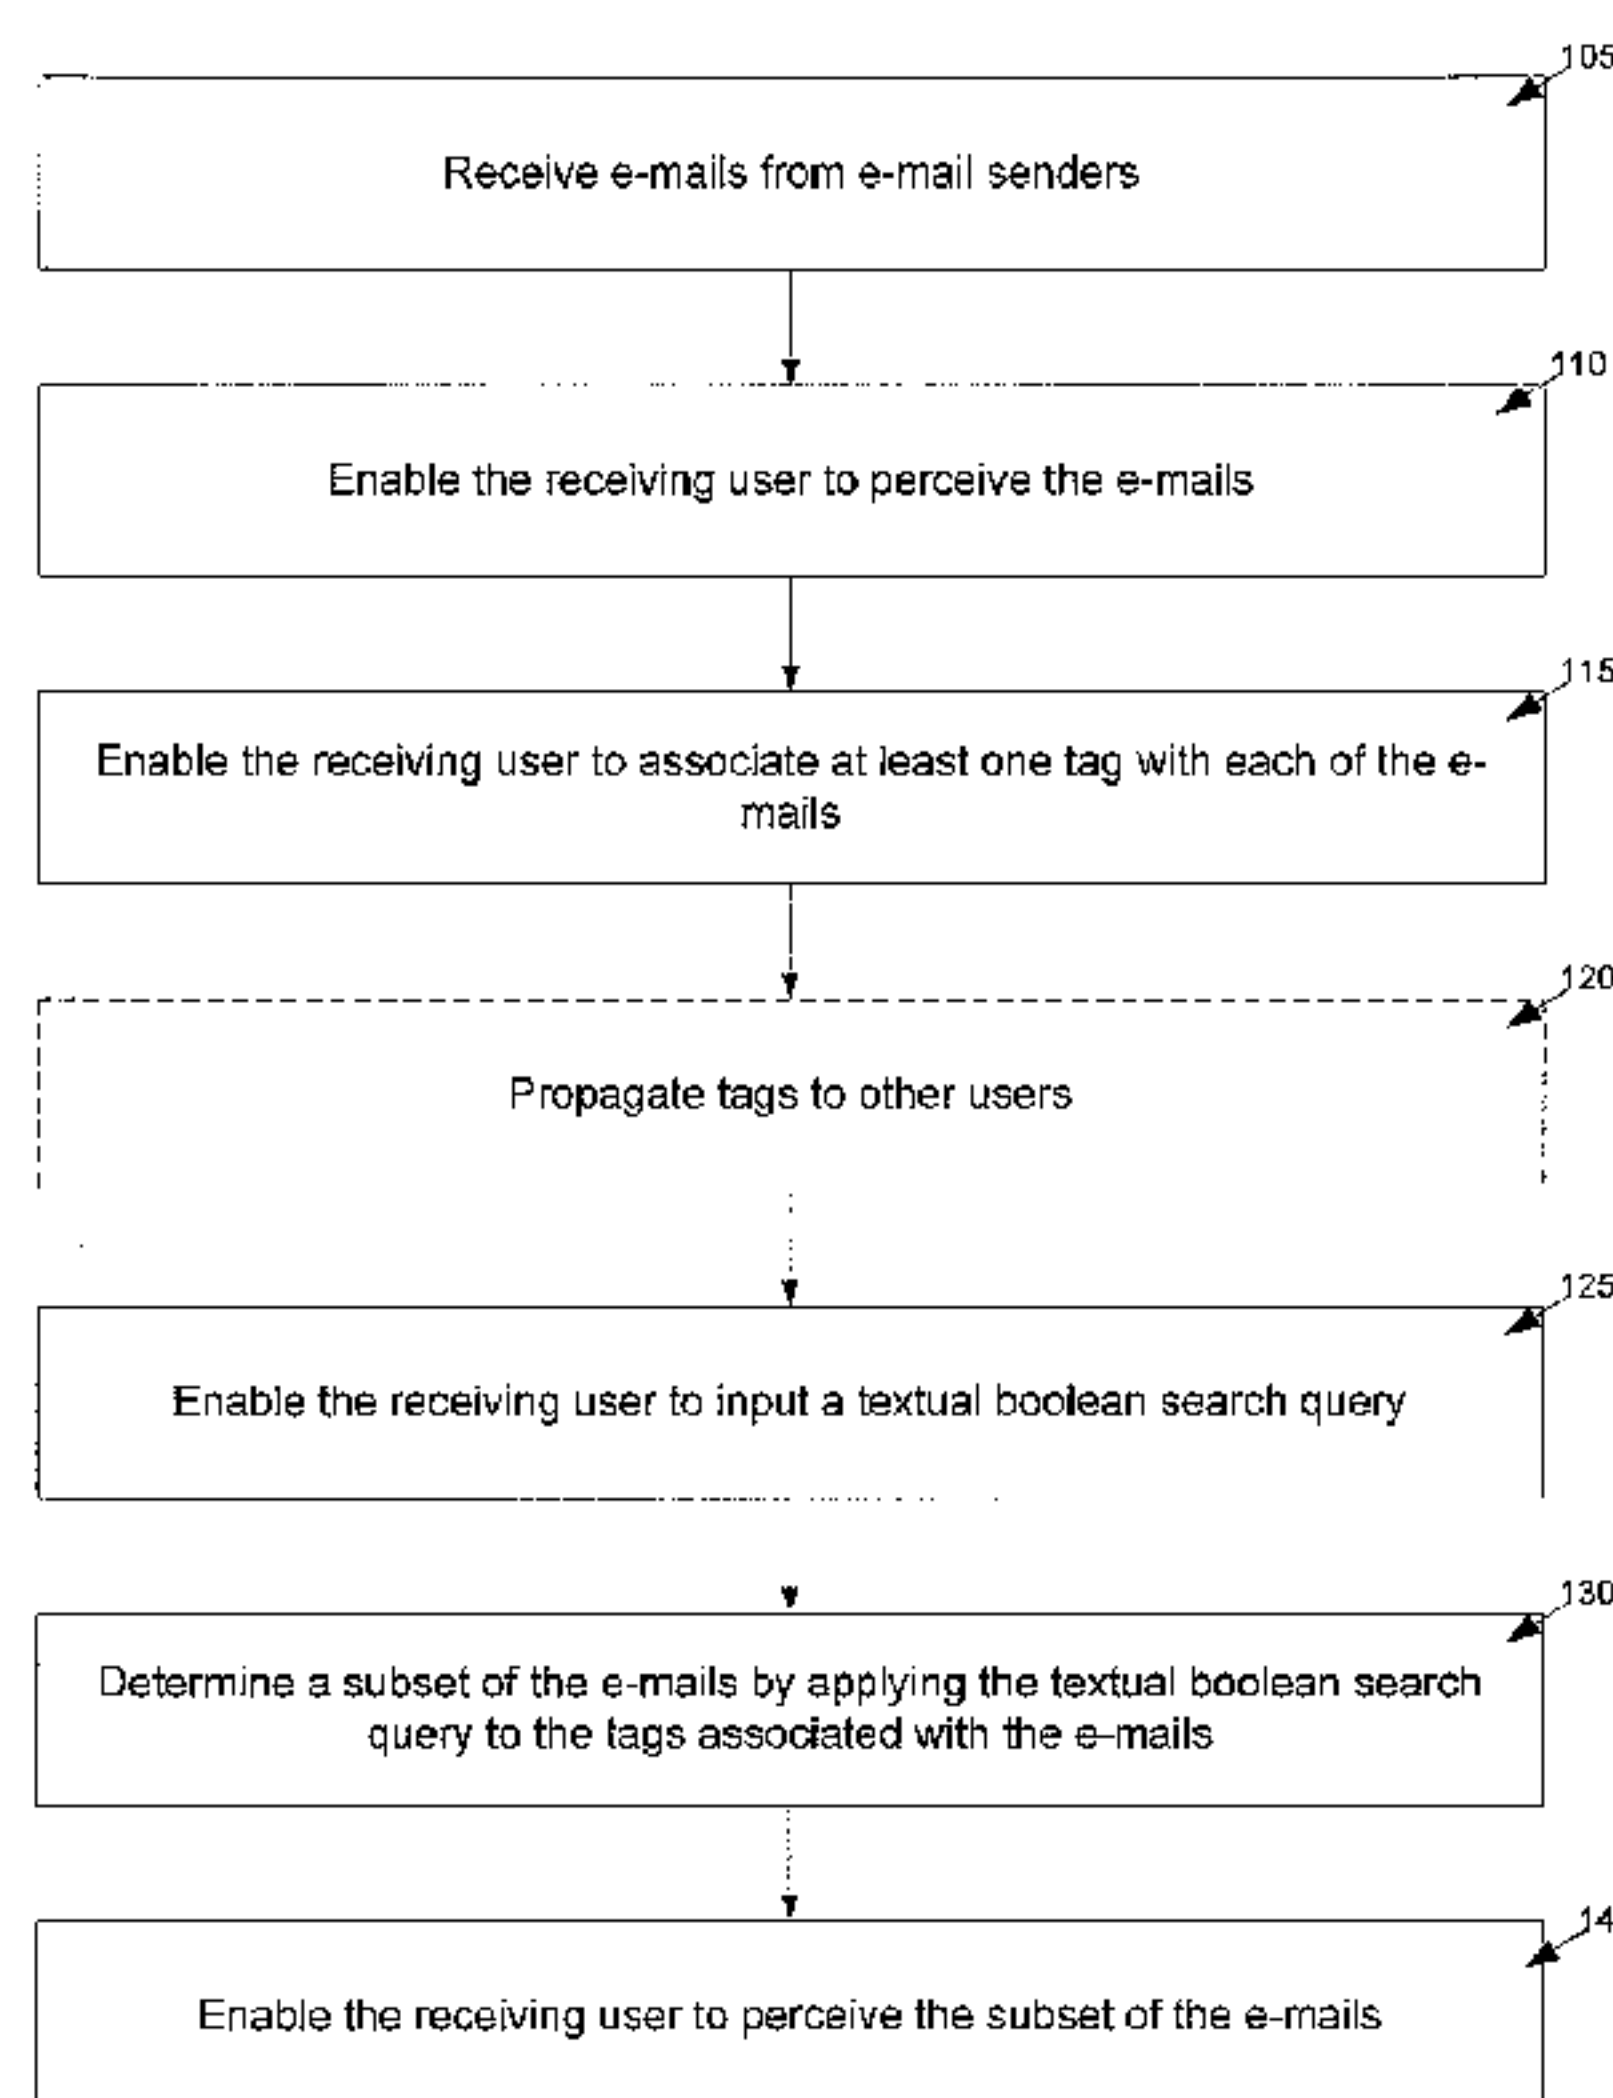 105
Receive e-mails from e-mail senders
110
Enable the receiving user to perceive the e-mails
115
Enable the receiving user to associate at least one tag with each of the e-
mails
120
Propagate tags to other users
125
Enable the receiving user to input a textual boolean search query
130
Determine a subset of the e-mails by applying the textual boolean search
query to the tags associated with the e-mails
14
Enable the receiving user to perceive the subset of the e-mails